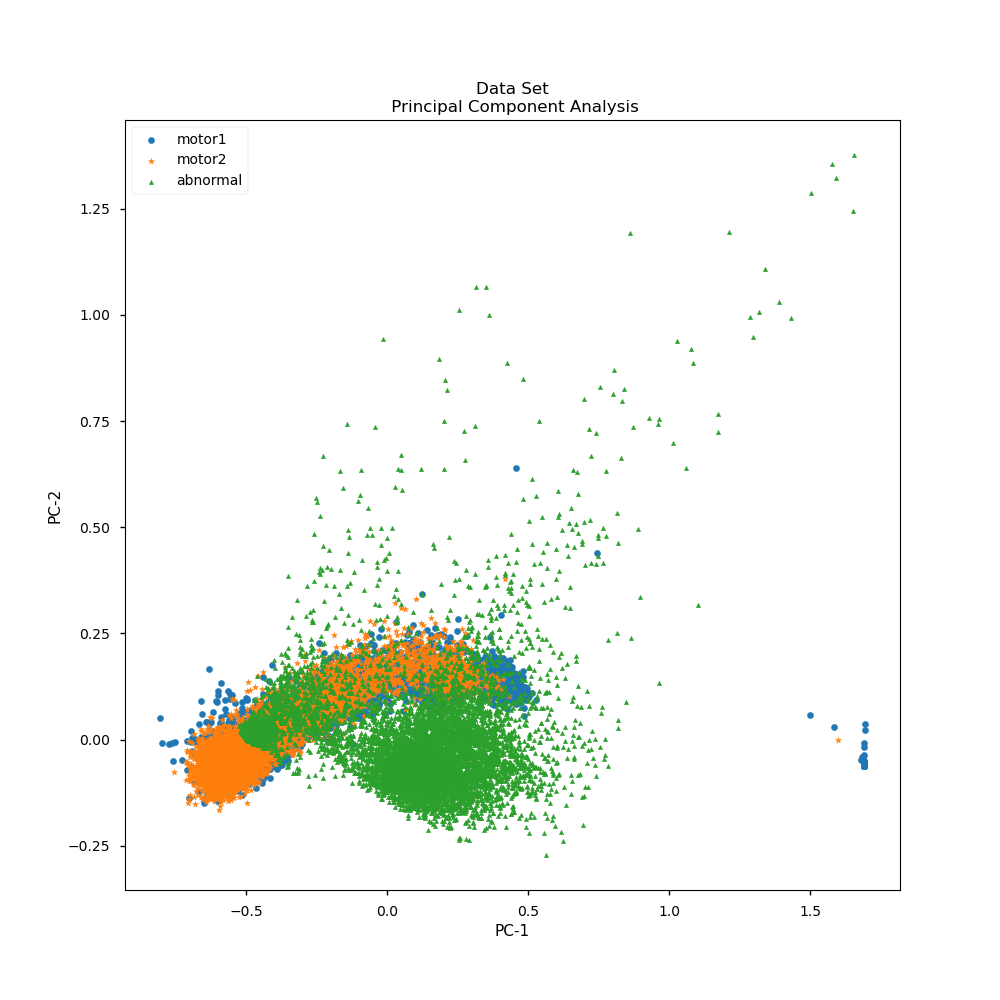 Data Set
Principal Component Analysis
motor1
motor2
abnormal
1.25
1.00
0.75
0.50
0.25
0.00
−0.25
PC-2
−0.5
0.0
0.5
1.0
1.5
PC-1